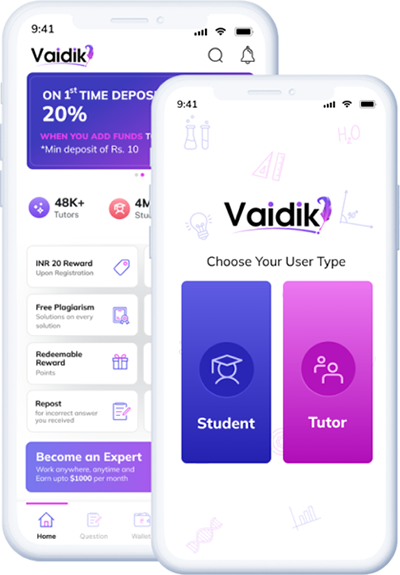 9:41
Vaidik
ON 1st TIME DEPOS
20%
WHEN YOU ADD FUNDS T
*Min deposit of Rs. 10
48K+
Tutors
4M
Stu
INR 20 Reward
Upon Registration
Free Plagiarism
Solutions on every
solution
Redeemable
Reward
Points
Repost
for incorrect answer
you received
Become an Expert
Work anywhere, anytime and
Earn upto $1000 per month
Home
Question
Wallet
9:41
H2O
90°
Vaidik
Choose Your User Type
Student
Tutor